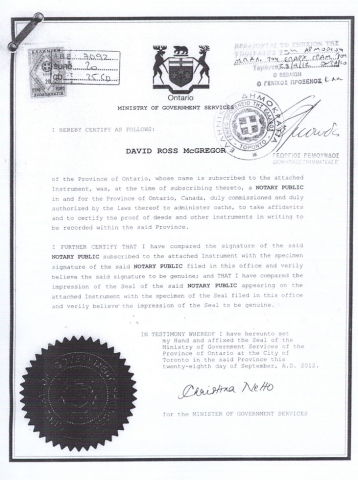 3092
20
25.CD
Ontario
MINISTRY OF GOVERNMENT SERVICES
Ο ΓΕΝΙΚΟΣ ΠΡΟΞΕΝΟΣ
I HEREBY CERTIFY AS FOLLOWS:
DAVID ROSS McGREGOR
ΓΕΩΡΓΙΟΣ ΡΕΜΟΥΝΔΟΣ
of the Province of Ontario, whose name is subscribed to the attached
Instrument, was, at the time of subscribing thereto, a NOTARY PUBLIC
in and for the Province of Ontario, Canada, duly commissioned and duly
authorized by the laws thereof to administer oaths, to take affidavits
and to certify the proof of deeds and other instruments in writing to
be recorded within the said Province.
I FURTHER CERTIFY THAT I have compared the signature of the said
NOTARY PUBLIC subscribed to the attached Instrument with the specimen
signature of the said NOTARY PUBLIC filed in this office and verily
believe the said signature to be genuine; and THAT I have compared the
impression of the Seal of the said NOTARY PUBLIC appearing on the
attached Instrument with the specimen of the Seal filed in this office
and verily believe the impression of the Seal to be genuine.
IN TESTIMONY WHEREOF I have hereunto set
my Hand and affixed the Seal of the
Ministry of Government Services of the
Province of Ontario at the City of
Toronto in the said Province this
twenty-eighth day of September, A.D. 2012.
Christina Netto
for the MINISTER OF GOVERNMENT SERVICES